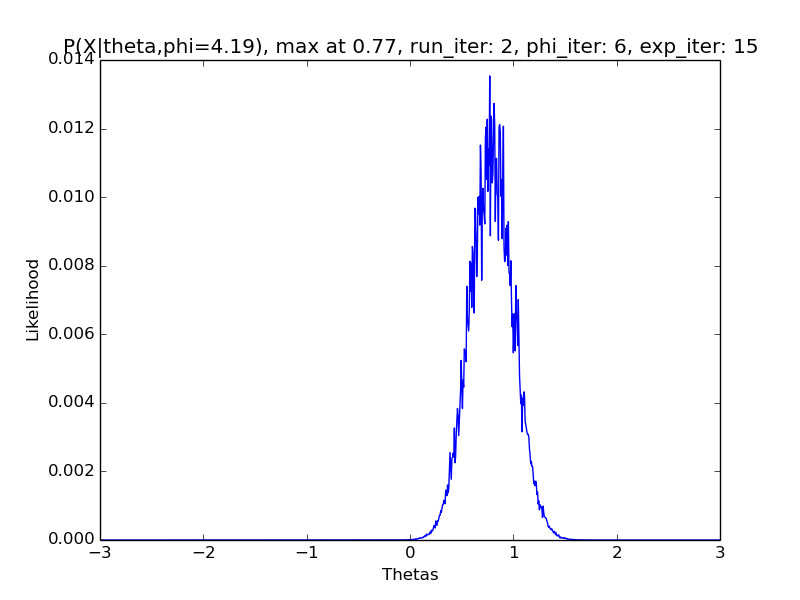 P(X|theta,phi=4.19), max at 0.77, run_iter: 2, phi_iter: 6, exp_iter: 15
0.014
0.012
0.010
0.008
0.006
0.004
0.002
0.000
Likelihood
−3 −2 −1 0 1 2 3
Thetas